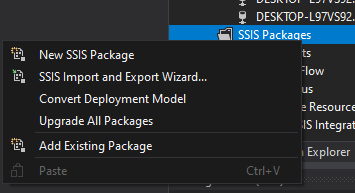 DESKTOP-L97VS92.
DESKTOP-L97VS92.
SSIS Packages
New SSIS Package
SSIS Import and Export Wizard...
Flow
Convert Deployment Model
Upgrade All Packages
Resource
Add Existing Package
Explorer
Paste Ctrl+V